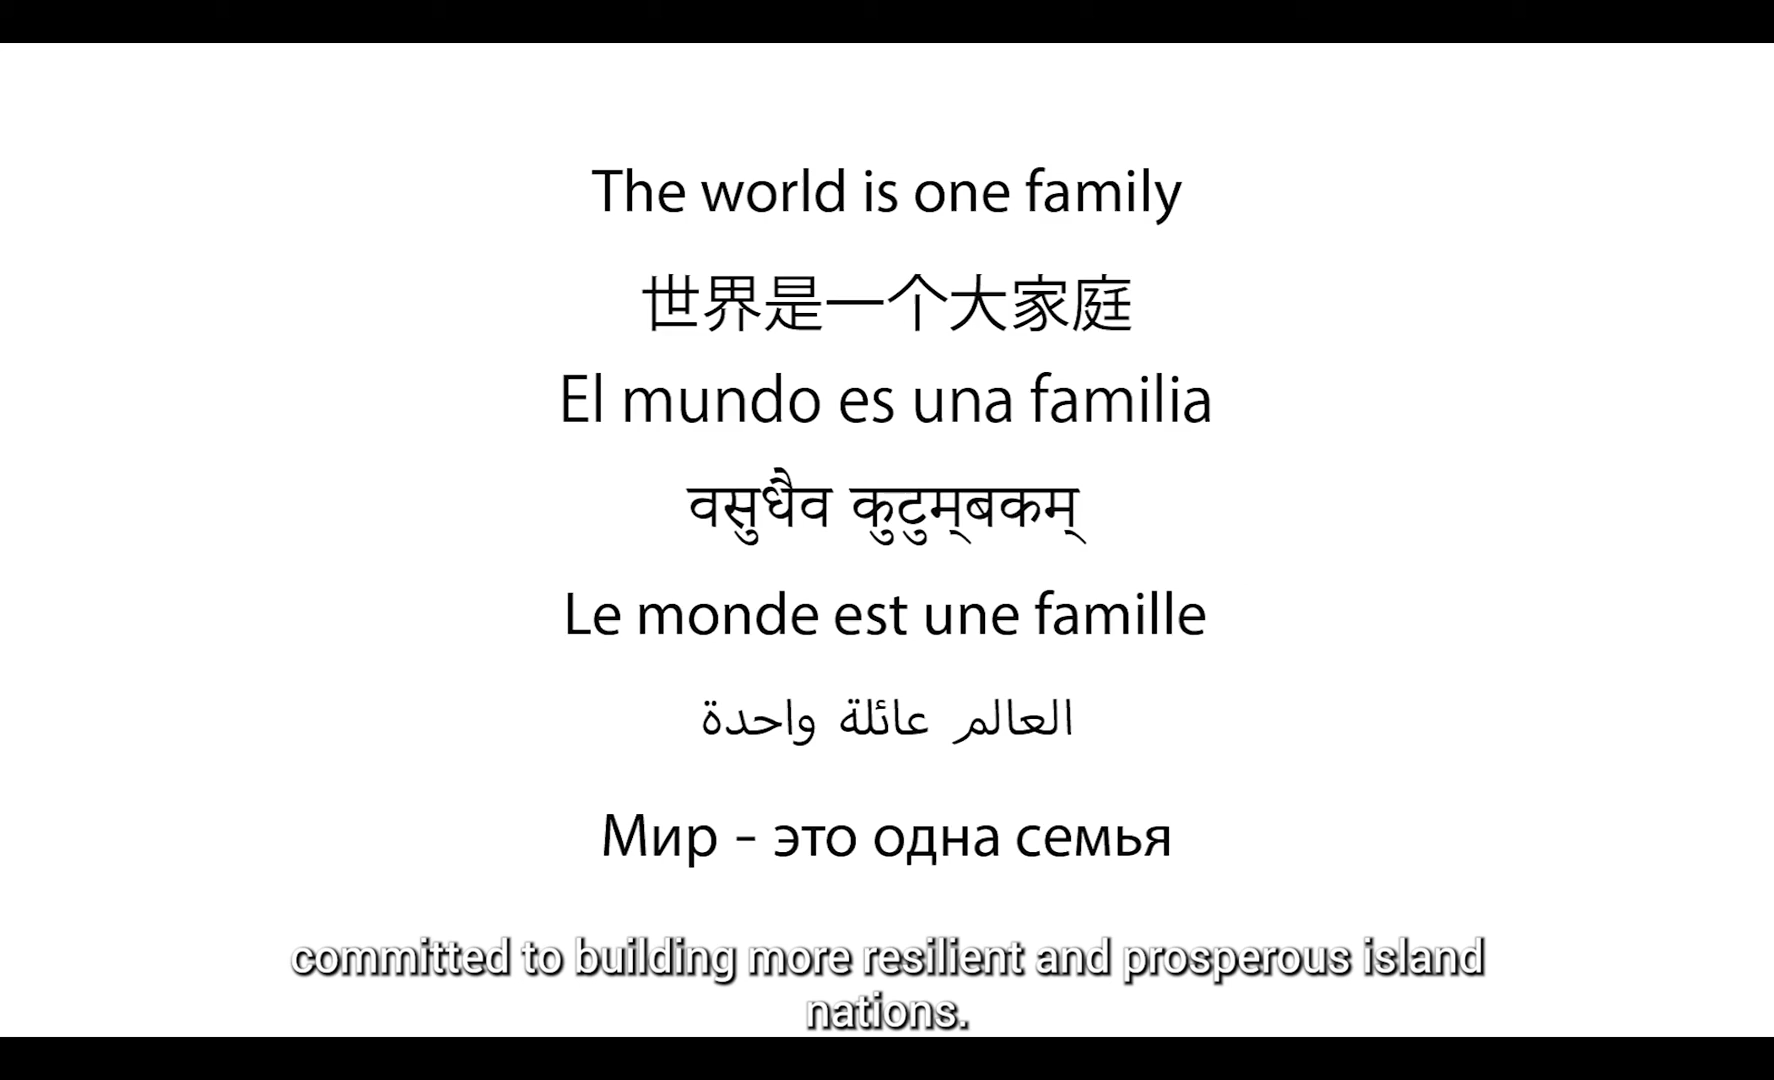 The world is one family
世界是一个大家庭
El mundo es una familia
वसुधैव कुटुम्‌बकम्
Le monde est une famille
العالم عائلة واحدة
Мир - это одна семья
committed to building more resilient and prosperous island
nations.